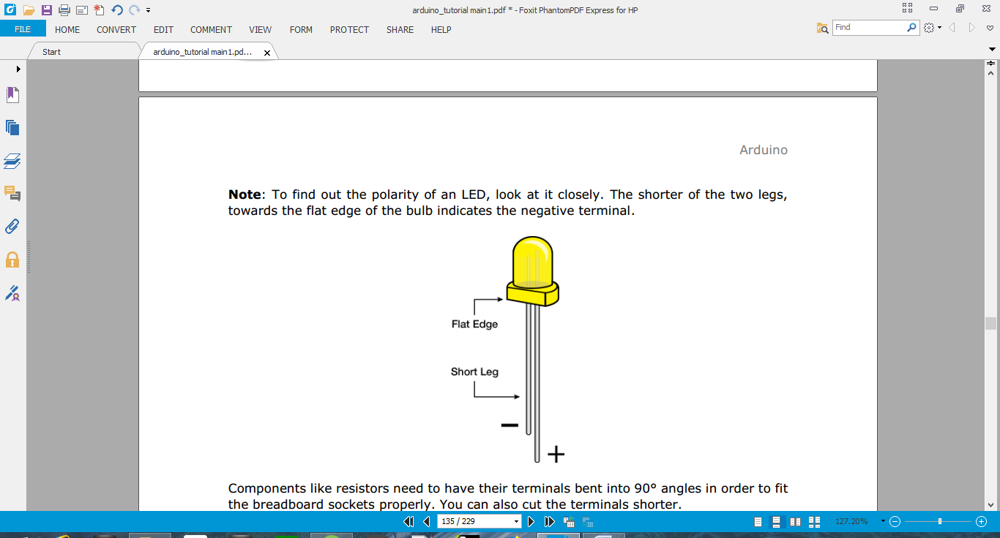 arduino_tutorial main1.pdf * - Foxit PhantomPDF Express for HP
FILE HOME CONVERT EDIT COMMENT VIEW FORM PROTECT SHARE HELP
Find
Start
arduino_tutorial main1.pd...
Arduino
Note: To find out the polarity of an LED, look at it closely. The shorter of the two legs,
towards the flat edge of the bulb indicates the negative terminal.
Flat Edge
Short Leg
−
+
Components like resistors need to have their terminals bent into 90° angles in order to fit
the breadboard sockets properly. You can also cut the terminals shorter.
135 / 229
127.20%